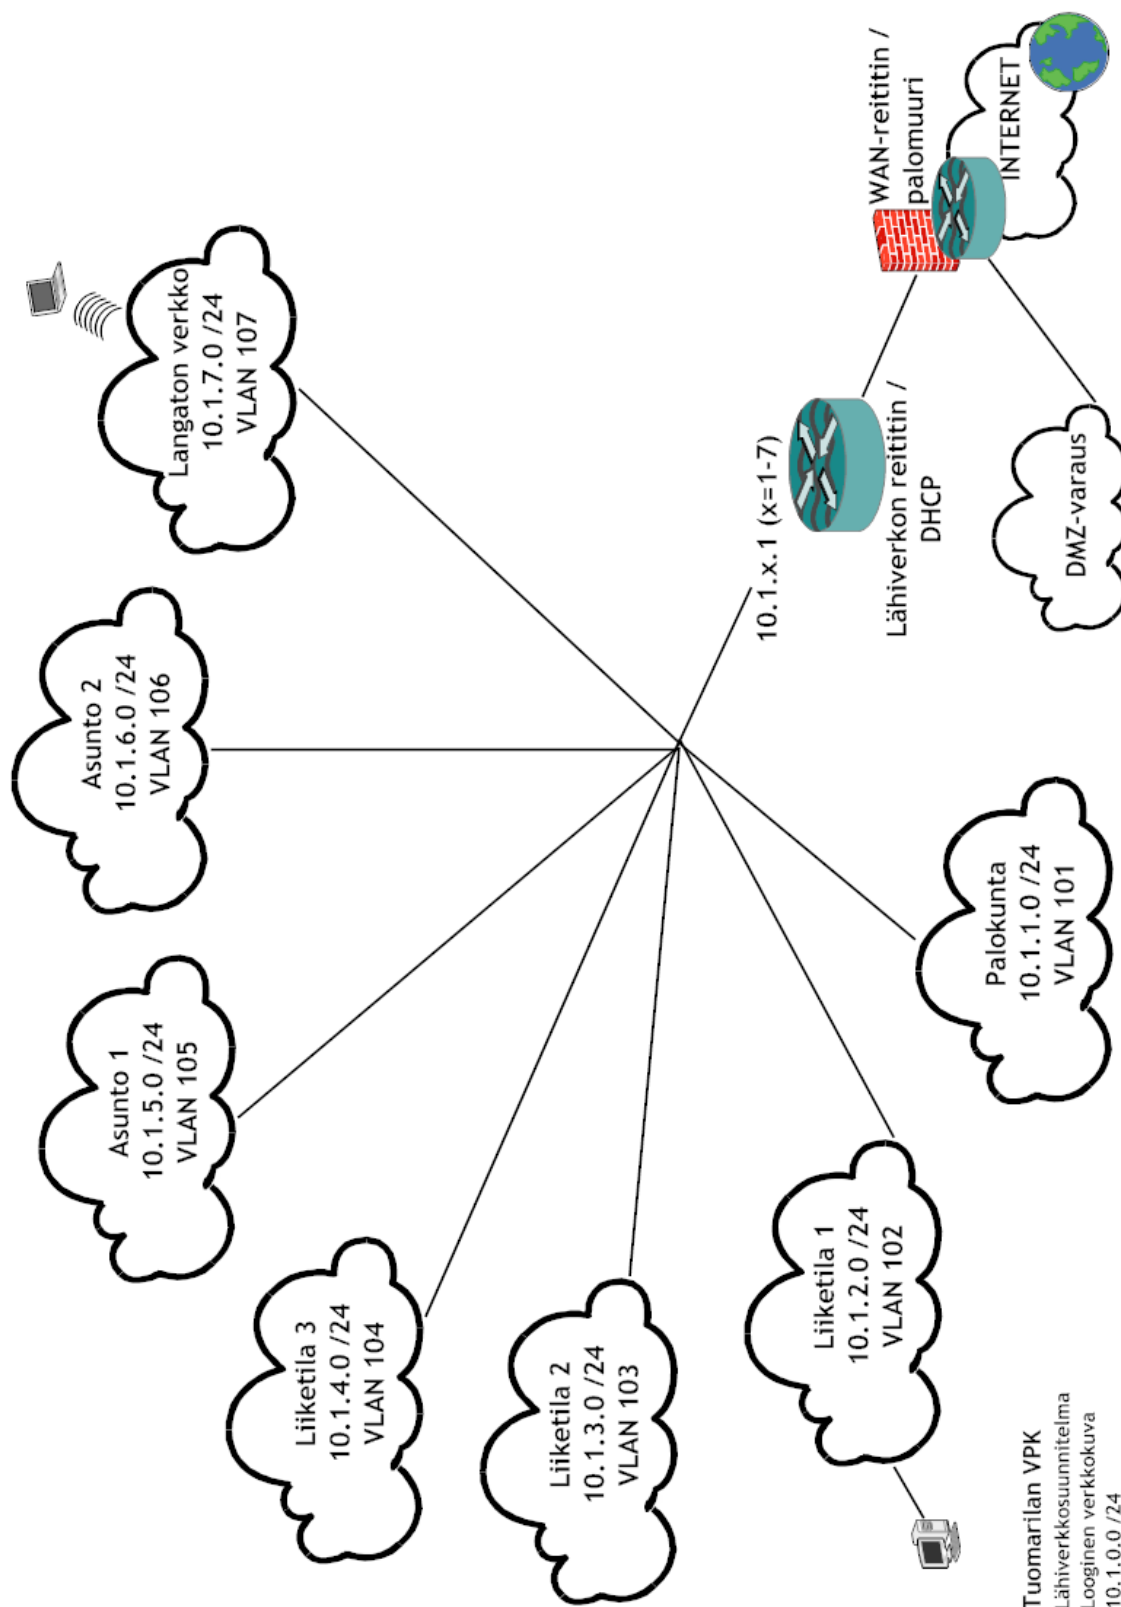 Tuomarilan VPK
Lähiverkkosuunnitelma
Looginen verkkokuva
10.1.0.0 /24
Liiketila 3
10.1.4.0 /24
VLAN 104
Liiketila 2
10.1.3.0 /24
VLAN 103
Liiketila 1
10.1.2.0 /24
VLAN 102
Asunto 1
10.1.5.0 /24
VLAN 105
Palokunta
10.1.1.0 /24
VLAN 101
Asunto 2
10.1.6.0 /24
VLAN 106
Langaton verkko
10.1.7.0 /24
VLAN 107
10.1.x.1 (x=1-7)
Lähiverkon reititin /
DHCP
DMZ-varaus
WAN-reititin /
palomuuri
INTERNET